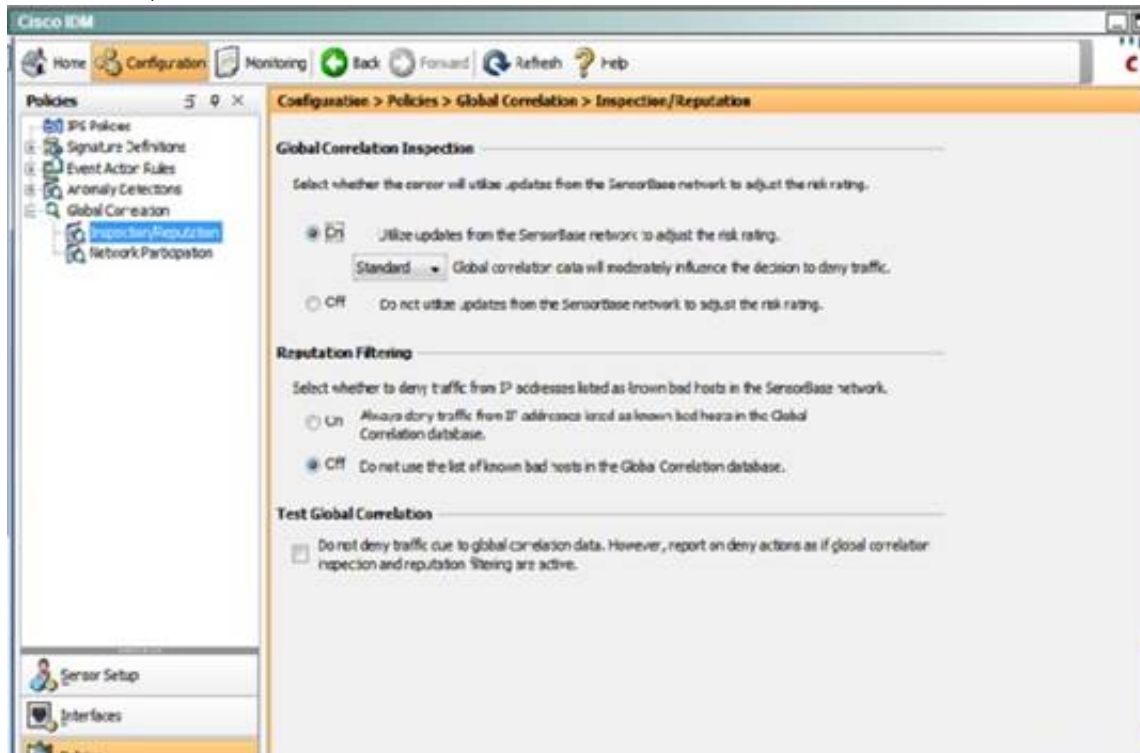 Cisco IDM
Home Configuration Monitoring Back Forward Refresh Help
Policies
IPS Policies
Signature Definitions
Event Action Rules
Anomaly Detections
Global Correlation
Inspection/Reputation
Network Participation
Sensor Setup
Interfaces
Configuration > Policies > Global Correlation > Inspection/Reputation
Global Correlation Inspection
Select whether the sensor will utilize updates from the SensorBase network to adjust the risk rating.
On Utilize updates from the SensorBase network to adjust the risk rating.
Standard Global correlation data will moderately influence the decision to deny traffic.
Off Do not utilize updates from the SensorBase network to adjust the risk rating.
Reputation Filtering
Select whether to deny traffic from IP addresses listed as known bad hosts in the SensorBase network.
On Always deny traffic from IP addresses listed as known bad hosts in the Global
Correlation database.
Off Do not use the list of known bad hosts in the Global Correlation database.
Test Global Correlation
Do not deny traffic due to global correlation data. However, report on deny actions as if global correlation
inspection and reputation filtering are active.